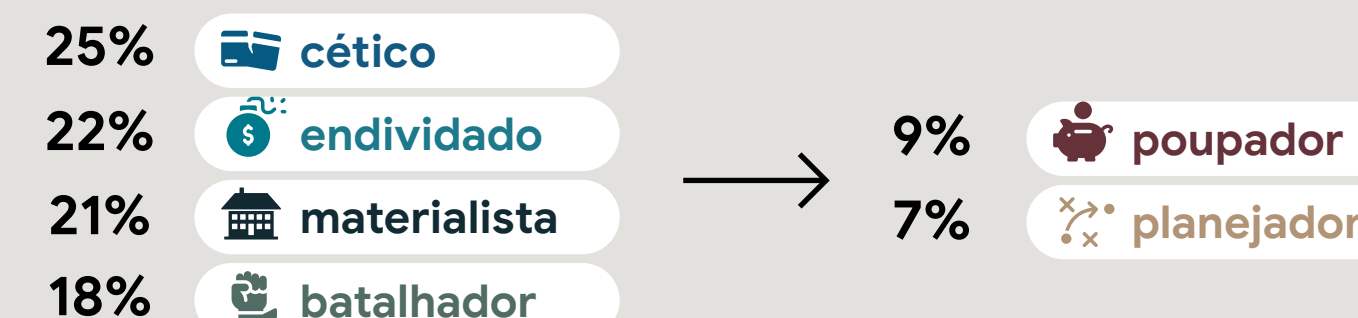 25% cético
22% endividado
21% materialista
18% batalhador
9% poupador
7% planejador